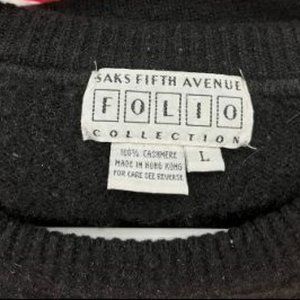 SAKS FIFTH AVENUE
FOLIO
COLLECTION
100% CASHMERE
MADE IN HONG KONG
FOR CARE SEE REVERSE
L